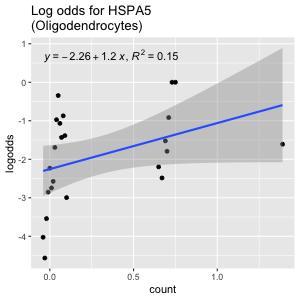 Log odds for HSPA5
(Oligodendrocytes)
y = −2.26 + 1.2 x, R² = 0.15
1
0
-1
-2
-3
-4
logodds
0.0 0.5 1.0
count